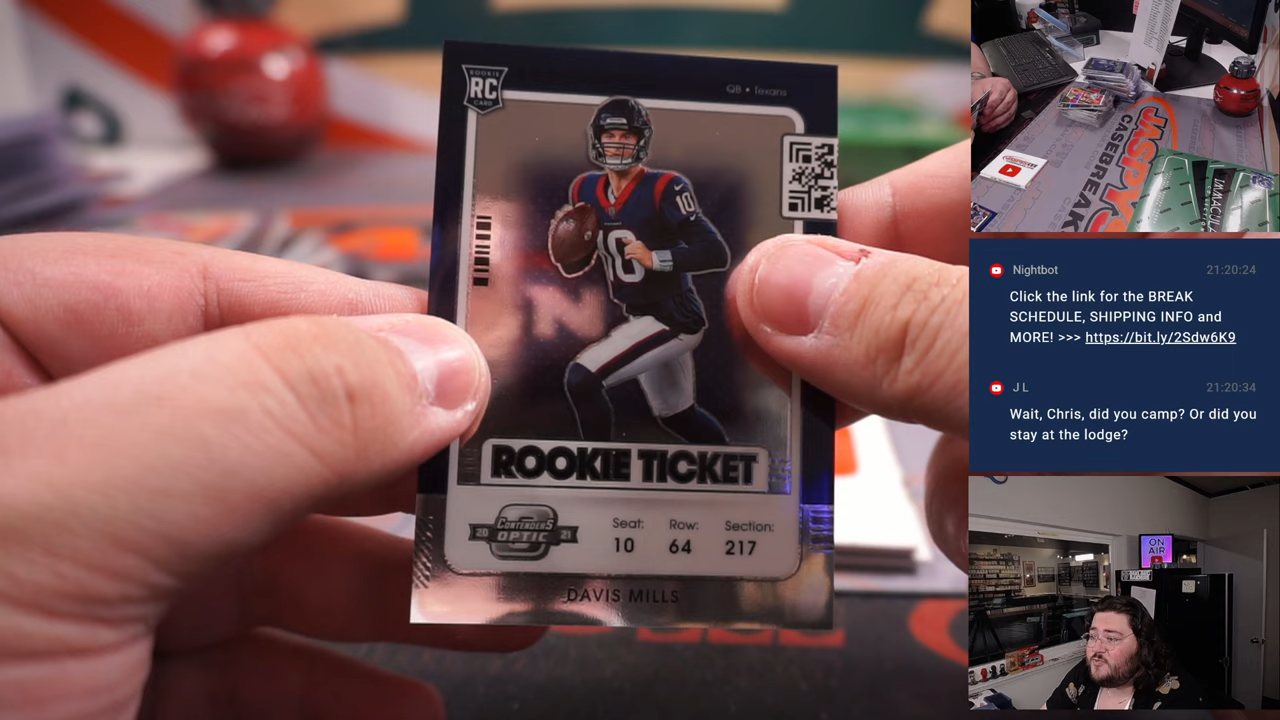 ROOKIE
RC
CARD
QB • Texans
10
10
ROOKIE TICKET
20 CONTENDERS 21
OPTIC
Seat: Row: Section:
10 64 217
DAVIS MILLS
JASPY'S
CASEBREAK
IMMACUL
Nightbot 21:20:24
Click the link for the BREAK
SCHEDULE, SHIPPING INFO and
MORE! >>> https://bit.ly/2Sdw6K9
J L 21:20:34
Wait, Chris, did you camp? Or did you
stay at the lodge?
ON
AIR